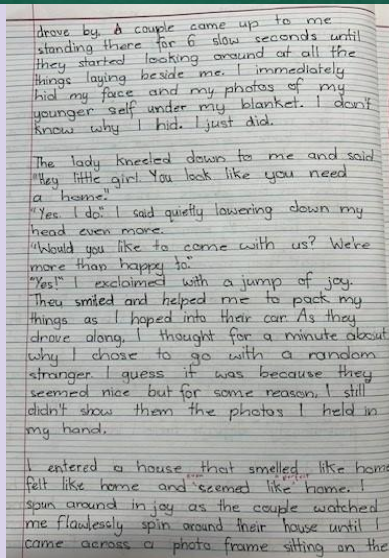 drove by. A couple came up to me
standing there for 6 slow seconds until
they started looking around at all the
things laying beside me. I immediately
hid my face and my photos of my
younger self under my blanket. I don't
know why I hid. I just did.
The lady kneeled down to me and said
"Hey little girl. You look like you need
a home."
"Yes. I do." I said quietly lowering down my
head even more.
"Would you like to come with us? We're
more than happy to."
"Yes!" I exclaimed with a jump of joy.
They smiled and helped me to pack my
things as I hoped into their car. As they
drove along, I thought for a minute about
why I chose to go with a random
stranger. I guess it was because they
seemed nice but for some reason, I still
didn't show them the photos I held in
my hand.
I entered a house that smelled like home
felt like home and seemed like home. I
spun around in joy as the couple watched
me flawlessly spin around their house until I
came across a photo frame sitting on the